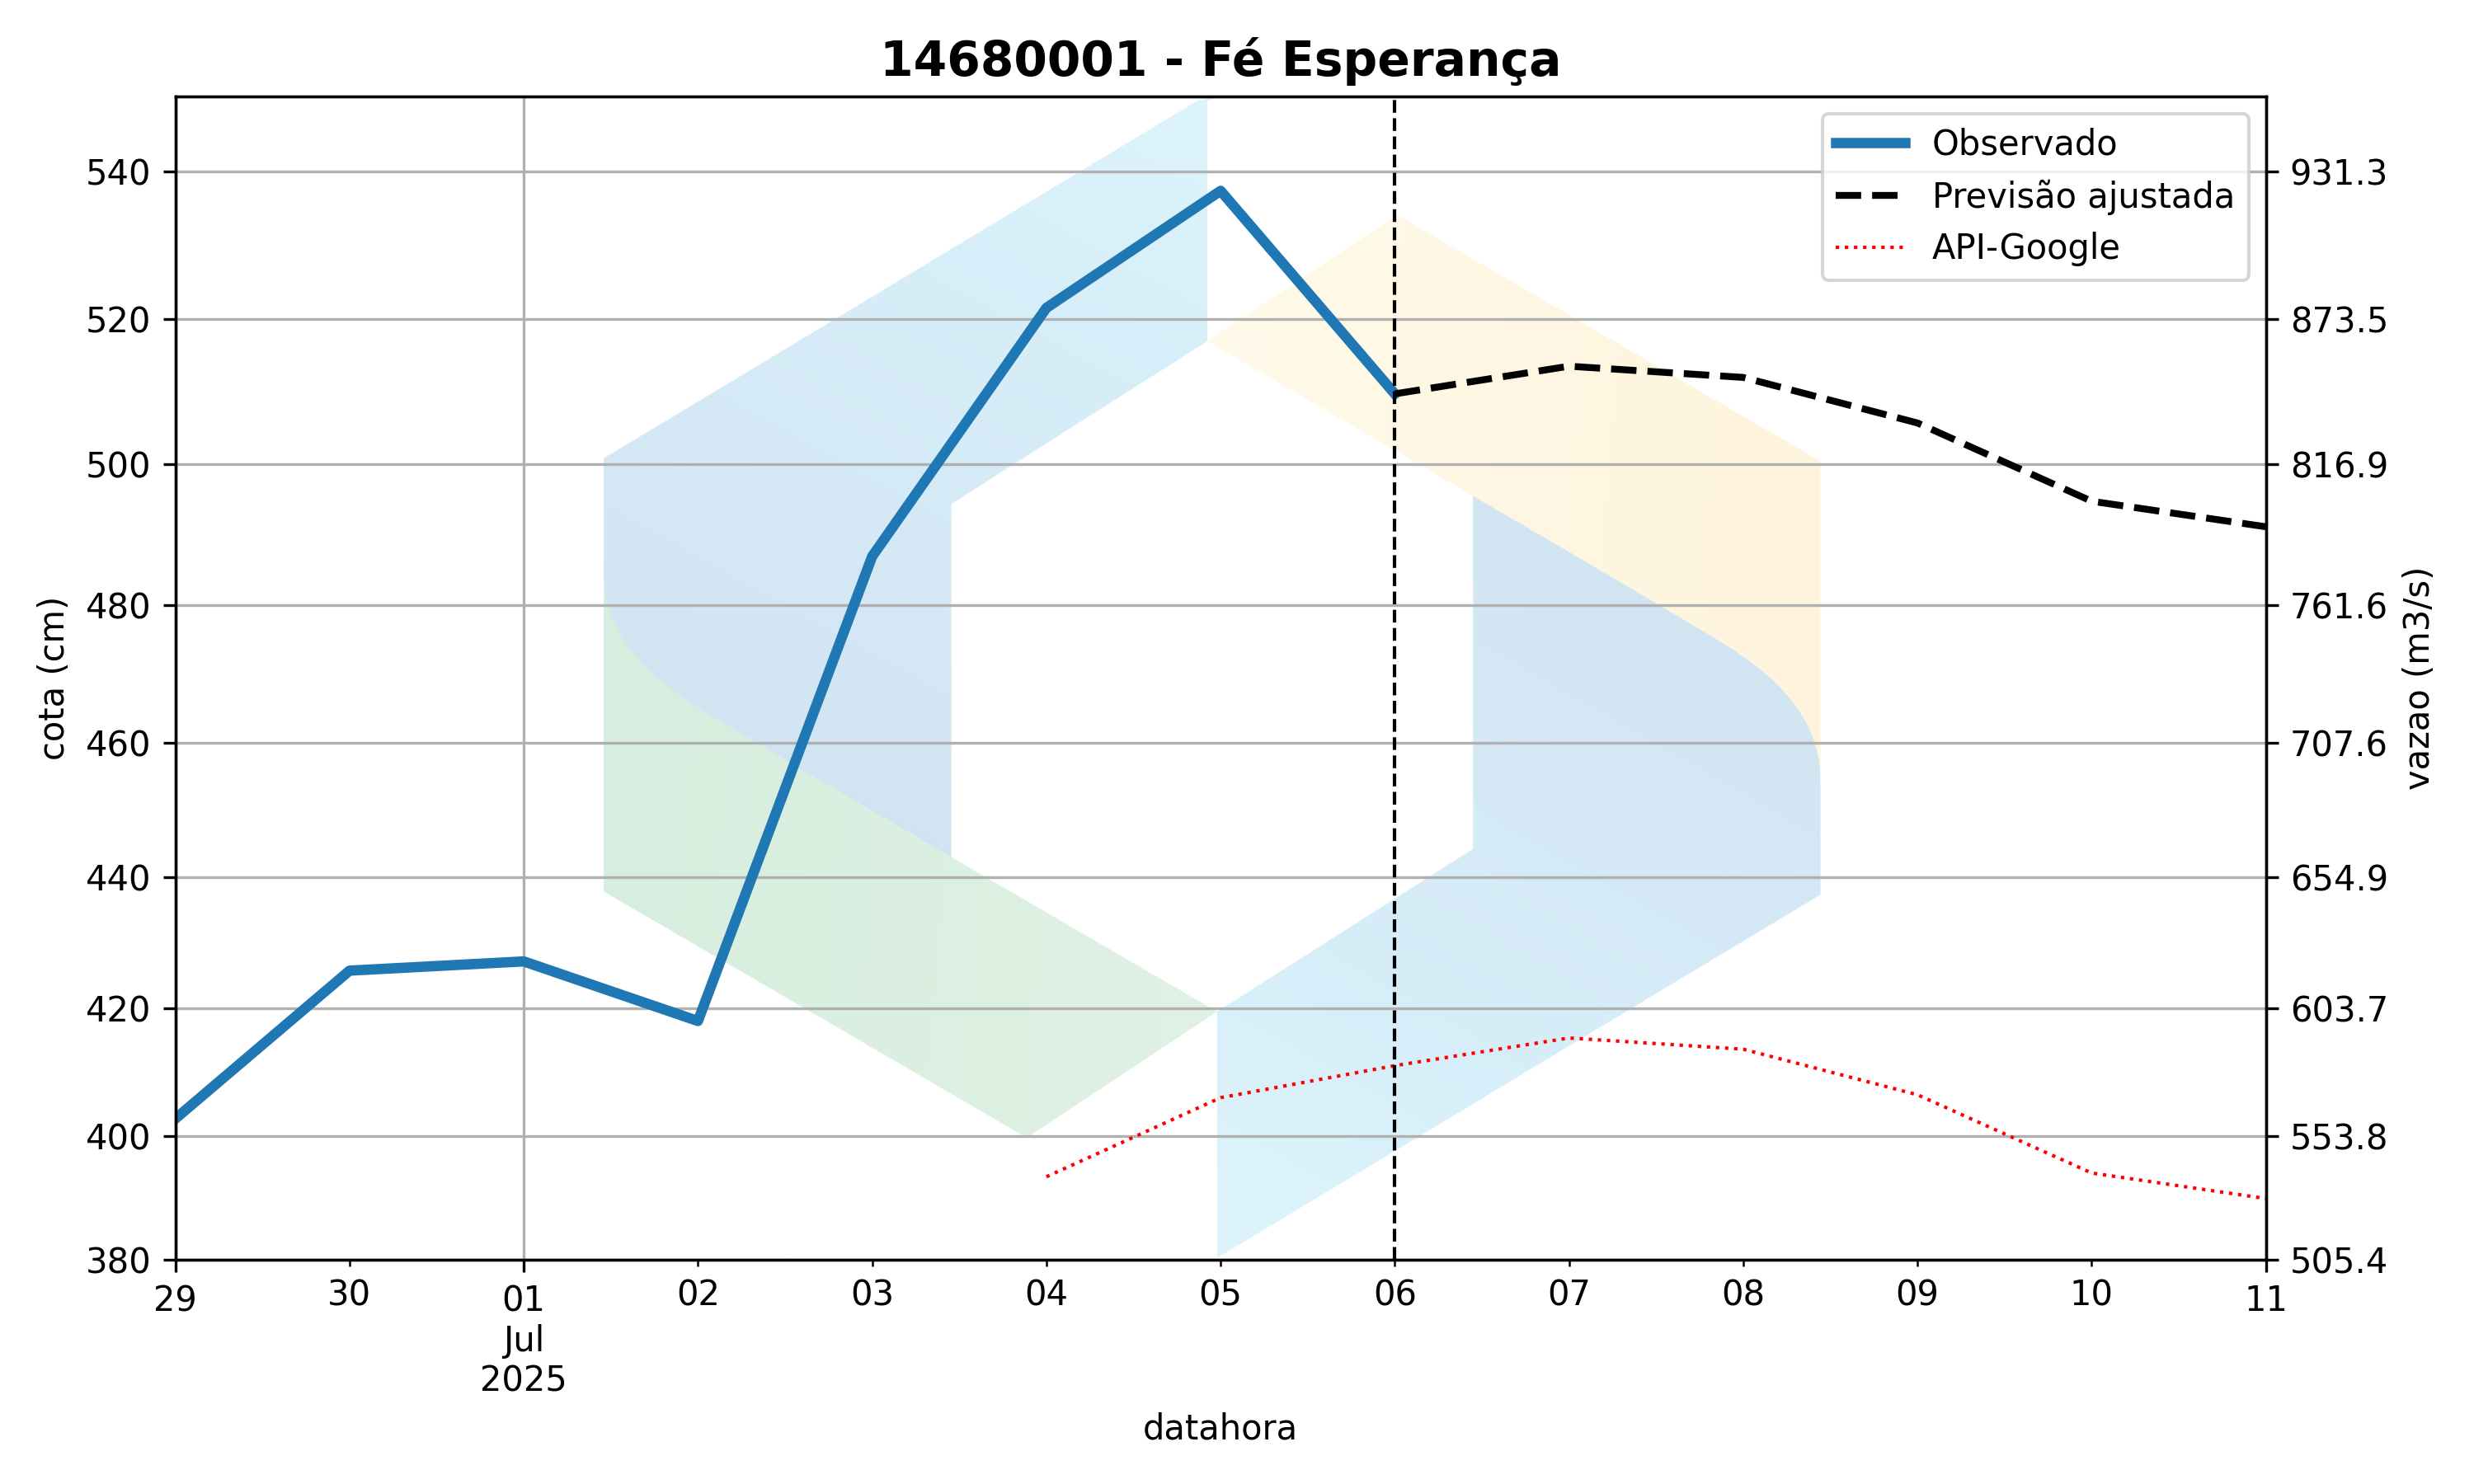 14680001 - Fé Esperança
Observado
Previsão ajustada
API-Google
540
520
500
480
460
440
420
400
380
cota (cm)
931.3
873.5
816.9
761.6
707.6
654.9
603.7
553.8
505.4
vazao (m3/s)
29 30 01 02 03 04 05 06 07 08 09 10 11
Jul
2025
datahora